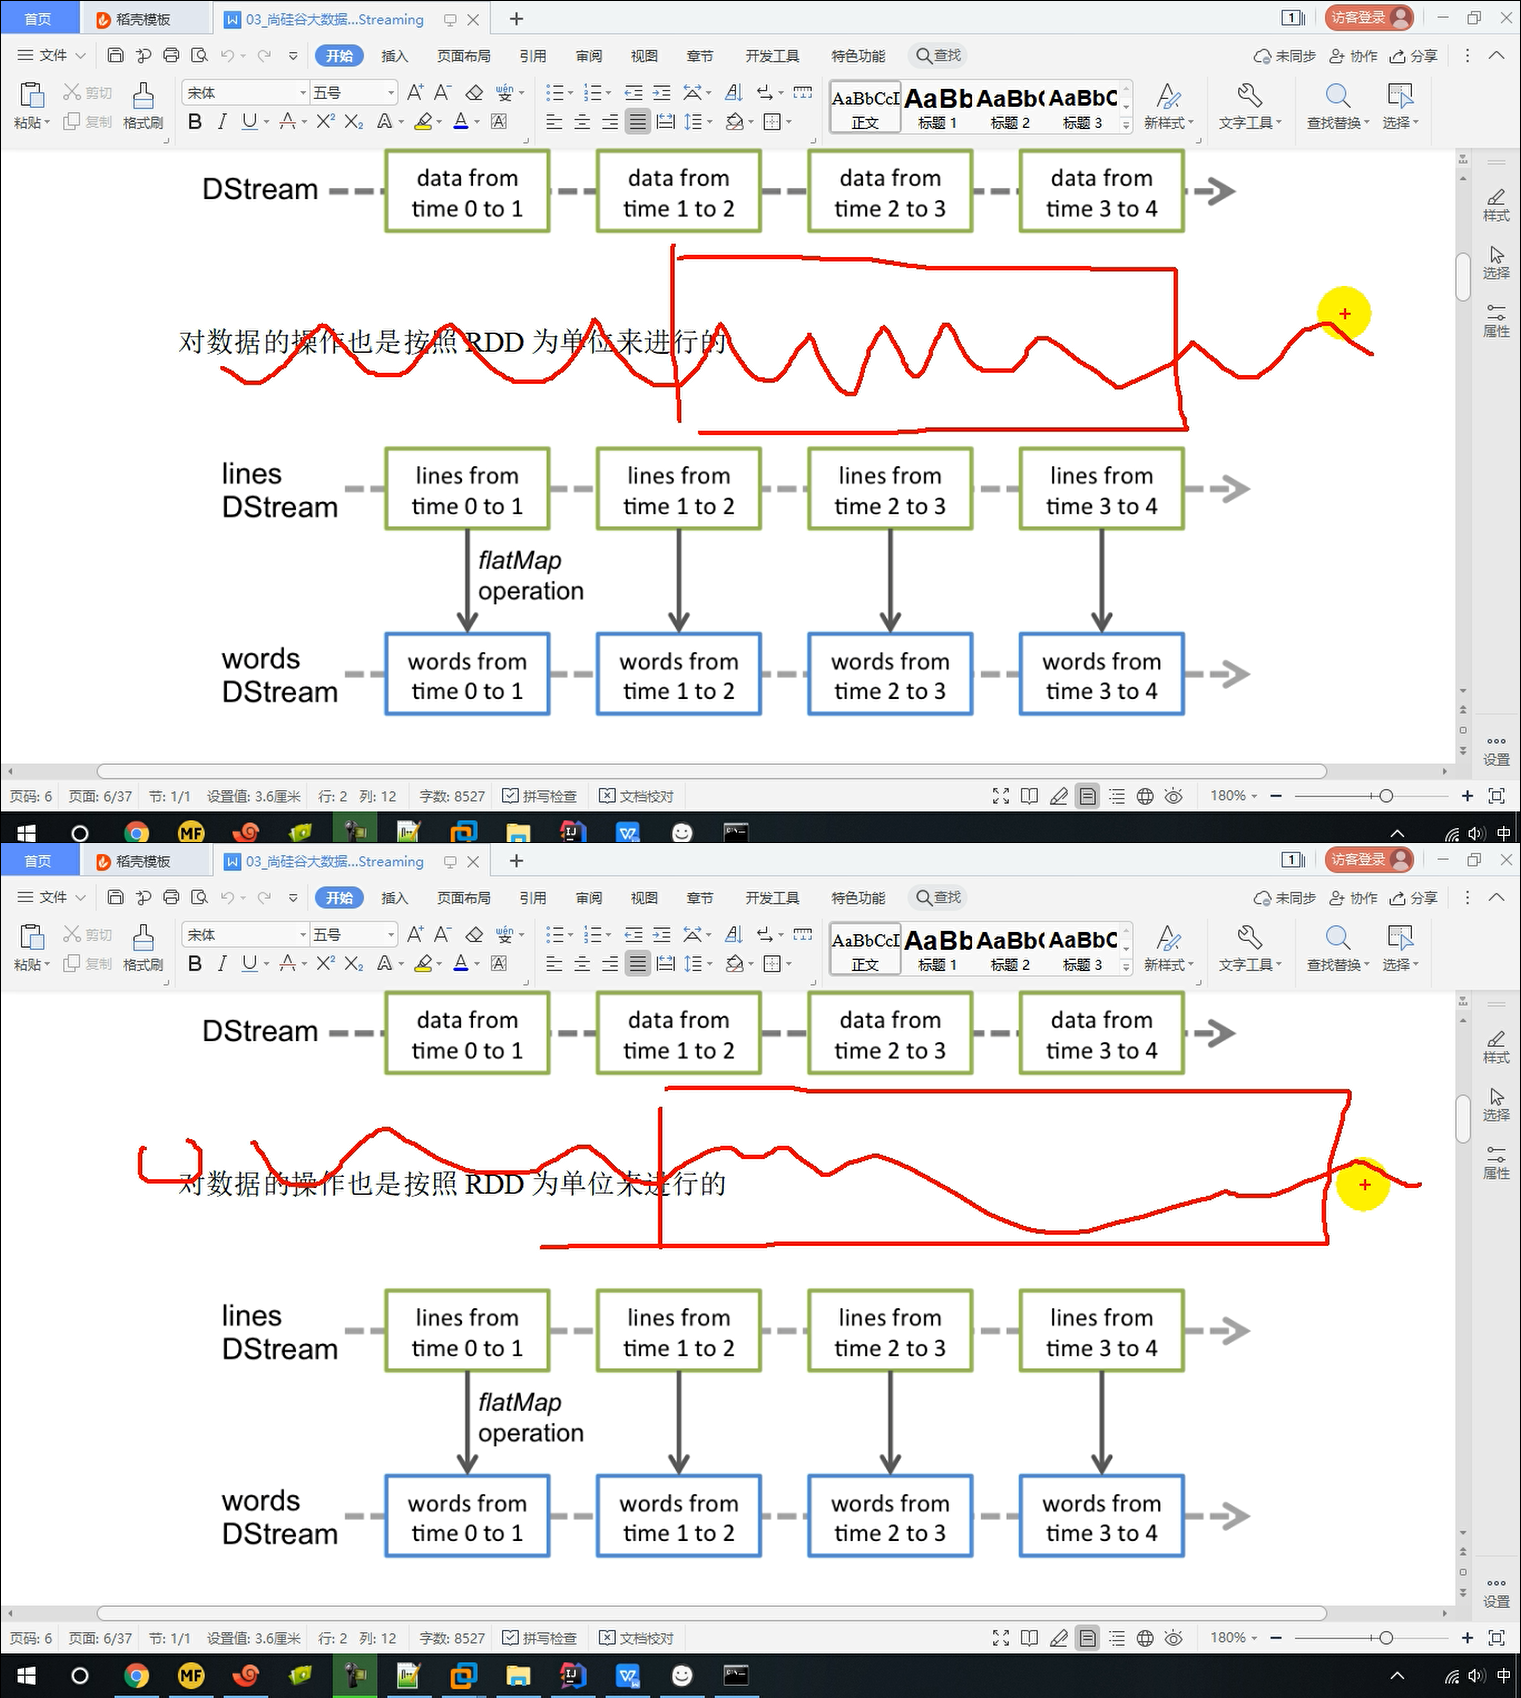 首页 稻壳模板 03_尚硅谷大数据...Streaming 1 访客登录
文件 开始 插入 页面布局 引用 审阅 视图 章节 开发工具 特色功能 查找 未同步 协作 分享
粘贴 剪切 复制 格式刷 宋体 五号 AaBbCcI 正文 AaBb 标题 1 AaBb( 标题 2 AaBbC 标题 3 新样式 文字工具 查找替换 选择
DStream
data from time 0 to 1
data from time 1 to 2
data from time 2 to 3
data from time 3 to 4
对数据的操作也是按照 RDD 为单位来进行的
lines DStream
lines from time 0 to 1
lines from time 1 to 2
lines from time 2 to 3
lines from time 3 to 4
flatMap operation
words DStream
words from time 0 to 1
words from time 1 to 2
words from time 2 to 3
words from time 3 to 4
样式
选择
属性
设置
页码: 6 页面: 6/37 节: 1/1 设置值: 3.6厘米 行: 2 列: 12 字数: 8527 拼写检查 文档校对 180%
MF 中
首页 稻壳模板 03_尚硅谷大数据...Streaming 1 访客登录
文件 开始 插入 页面布局 引用 审阅 视图 章节 开发工具 特色功能 查找 未同步 协作 分享
粘贴 剪切 复制 格式刷 宋体 五号 AaBbCcI 正文 AaBb 标题 1 AaBb( 标题 2 AaBbC 标题 3 新样式 文字工具 查找替换 选择
DStream
data from time 0 to 1
data from time 1 to 2
data from time 2 to 3
data from time 3 to 4
对数据的操作也是按照 RDD 为单位来进行的
lines DStream
lines from time 0 to 1
lines from time 1 to 2
lines from time 2 to 3
lines from time 3 to 4
flatMap operation
words DStream
words from time 0 to 1
words from time 1 to 2
words from time 2 to 3
words from time 3 to 4
样式
选择
属性
设置
页码: 6 页面: 6/37 节: 1/1 设置值: 3.6厘米 行: 2 列: 12 字数: 8527 拼写检查 文档校对 180%
MF 中